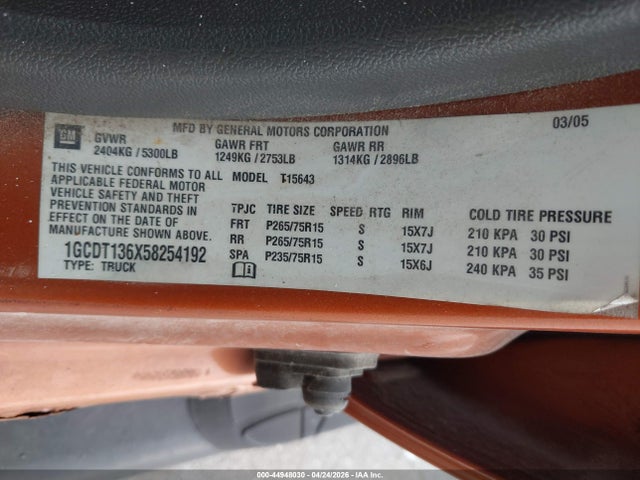 MFD BY GENERAL MOTORS CORPORATION 03/05
GM GVWR GAWR FRT GAWR RR
2404KG / 5300LB 1249KG / 2753LB 1314KG / 2896LB
THIS VEHICLE CONFORMS TO ALL
APPLICABLE FEDERAL MOTOR
VEHICLE SAFETY AND THEFT
PREVENTION STANDARDS IN
EFFECT ON THE DATE OF
MANUFACTURE SHOWN ABOVE.
1GCDT136X58254192
TYPE: TRUCK
MODEL T15643
TPJC TIRE SIZE SPEED RTG RIM COLD TIRE PRESSURE
FRT P265/75R15 S 15X7J 210 KPA 30 PSI
RR P265/75R15 S 15X7J 210 KPA 30 PSI
SPA P235/75R15 S 15X6J 240 KPA 35 PSI
000-44948030 - 04/24/2026 - IAA Inc.